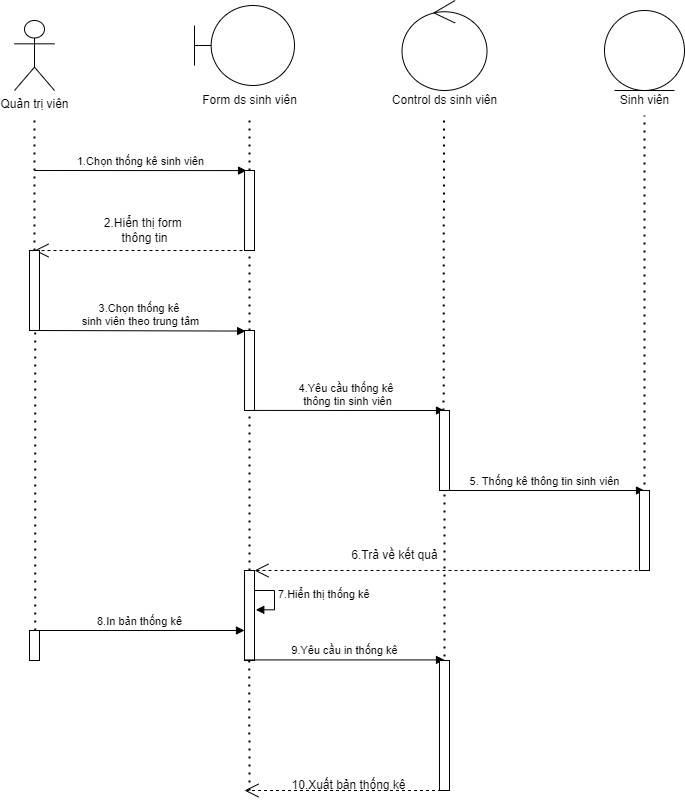 Quản trị viên
Form ds sinh viên
Control ds sinh viên
Sinh viên
1.Chọn thống kê sinh viên
2.Hiển thị form
thông tin
3.Chọn thống kê
sinh viên theo trung tâm
4.Yêu cầu thống kê
thông tin sinh viên
5. Thống kê thông tin sinh viên
6.Trả về kết quả
7.Hiển thị thống kê
8.In bản thống kê
9.Yêu cầu in thống kê
10.Xuất bản thống kê